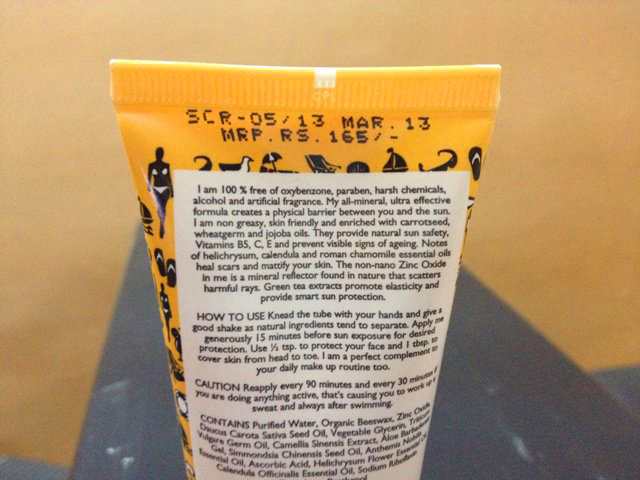 SCR-05/13 MAR.13
MRP.RS.165/-
I am 100 % free of oxybenzone, paraben, harsh chemicals,
alcohol and artificial fragrance. My all-mineral, ultra effective
formula creates a physical barrier between you and the sun.
I am non greasy, skin friendly and enriched with carrotseed,
wheatgerm and jojoba oils. They provide natural sun safety,
Vitamins B5, C, E and prevent visible signs of ageing. Notes
of helichrysum, calendula and roman chamomile essential oils
heal scars and mattify your skin. The non-nano Zinc Oxide
in me is a mineral reflector found in nature that scatters
harmful rays. Green tea extracts promote elasticity and
provide smart sun protection.
HOW TO USE Knead the tube with your hands and give a
good shake as natural ingredients tend to separate. Apply me
generously 15 minutes before sun exposure for desired
protection. Use ½ tsp. to protect your face and 1 tbsp. to
cover skin from head to toe. I am a perfect complement to
your daily make up routine too.
CAUTION Reapply every 90 minutes and every 30 minutes if
you are doing anything active, that's causing you to work up a
sweat and always after swimming.
CONTAINS Purified Water, Organic Beeswax, Zinc Oxide,
Daucus Carota Sativa Seed Oil, Vegetable Glycerin, Triticum
Vulgare Germ Oil, Camellia Sinensis Extract, Aloe Barbadensis
Gel, Simmondsia Chinensis Seed Oil, Anthemis Nobilis
Essential Oil, Ascorbic Acid, Helichrysum Flower Essential Oil,
Calendula Officinalis Essential Oil, Sodium Riboflavin